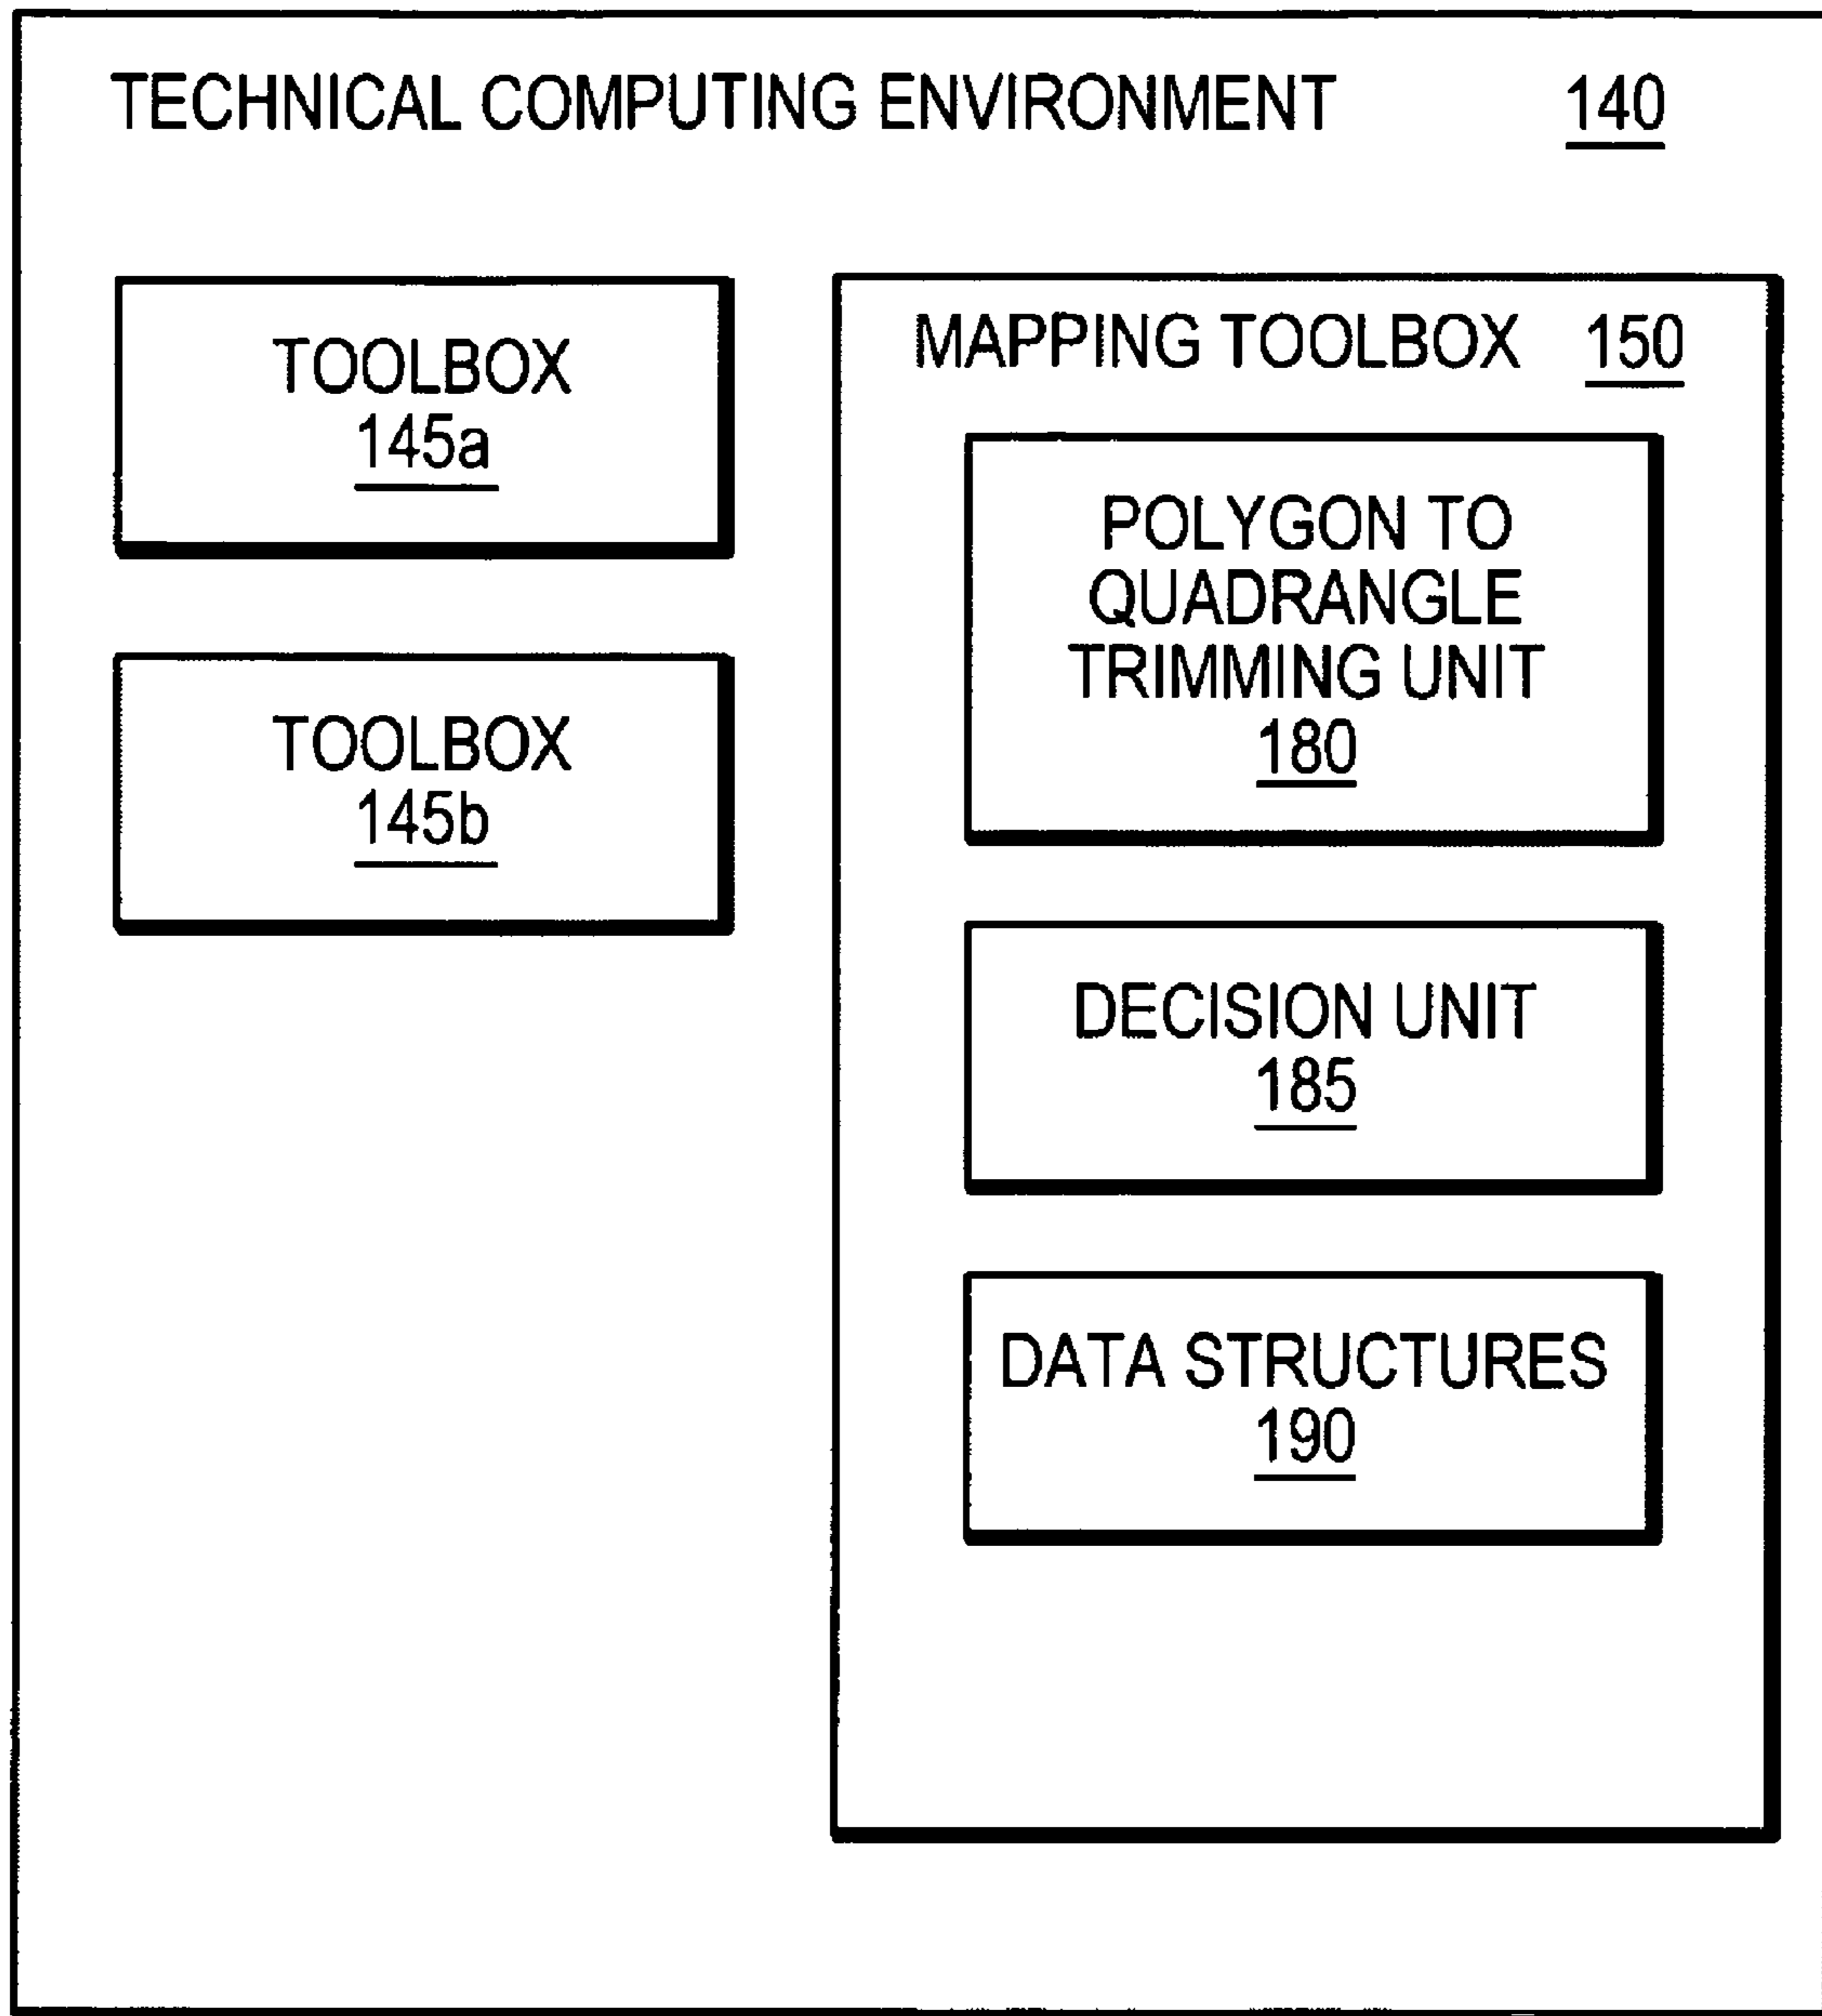 TECHNICAL COMPUTING ENVIRONMENT 140
TOOLBOX
145a
TOOLBOX
145b
MAPPING TOOLBOX 150
POLYGON TO
QUADRANGLE
TRIMMING UNIT
180
DECISION UNIT
185
DATA STRUCTURES
190